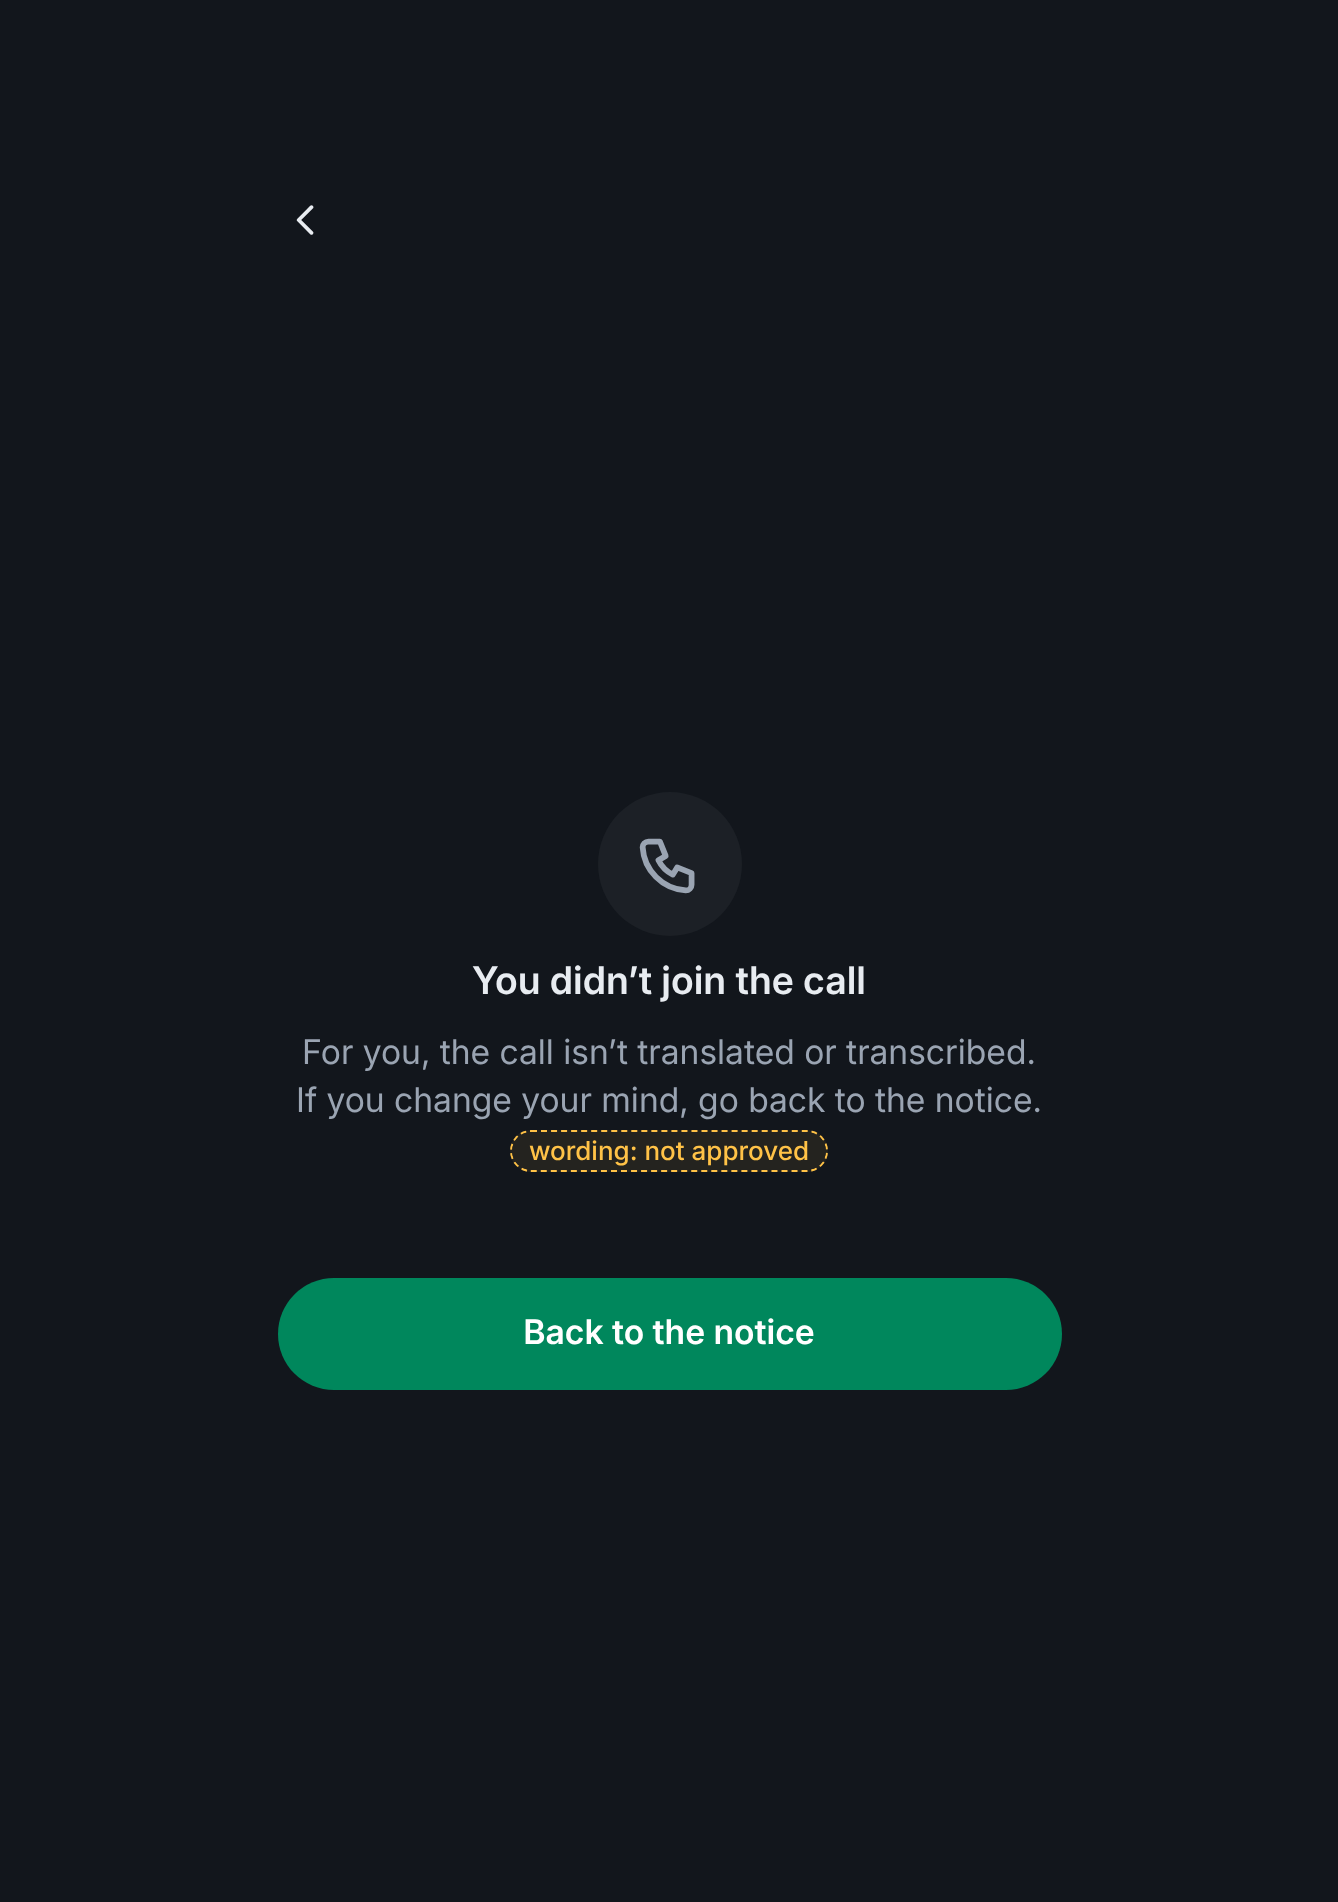 You didn’t join the call
For you, the call isn’t translated or transcribed.
If you change your mind, go back to the notice.
wording: not approved
Back to the notice